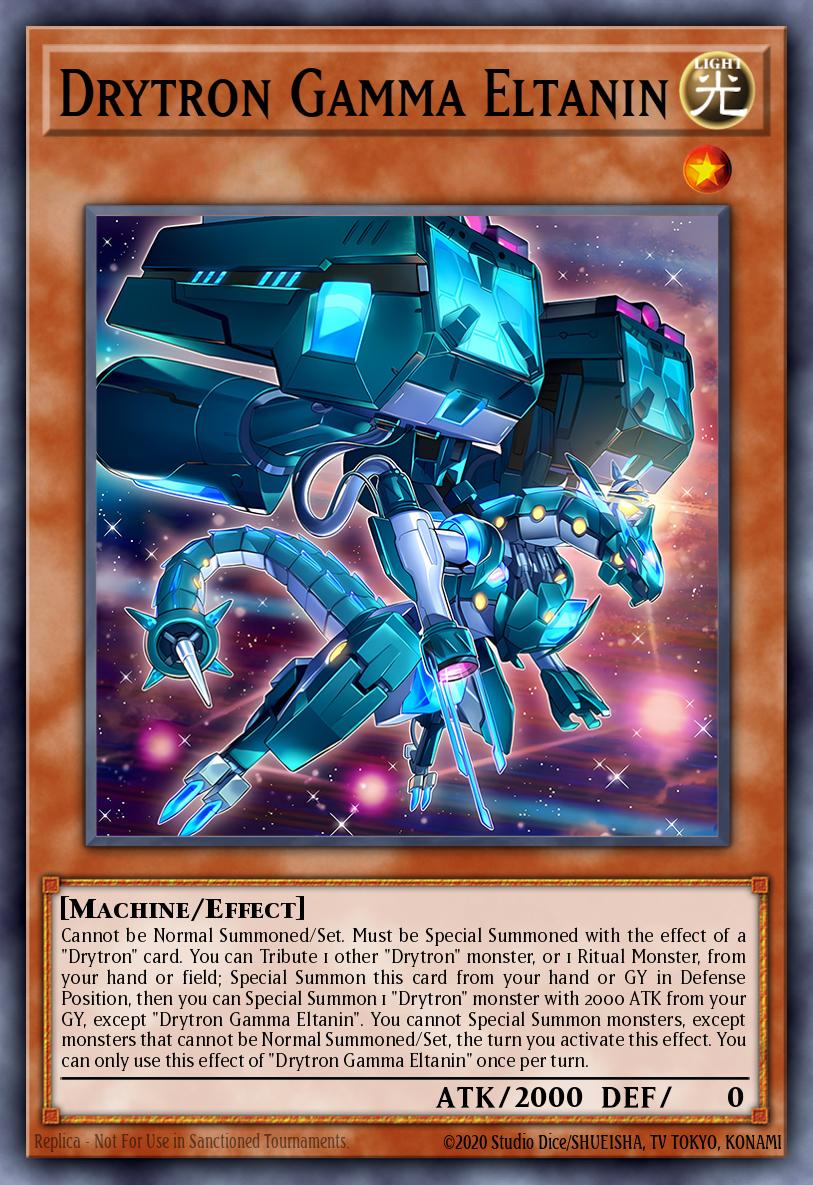 Drytron Gamma Eltanin
LIGHT
光
[Machine/Effect]
Cannot be Normal Summoned/Set. Must be Special Summoned with the effect of a
"Drytron" card. You can Tribute 1 other "Drytron" monster, or 1 Ritual Monster, from
your hand or field; Special Summon this card from your hand or GY in Defense
Position, then you can Special Summon 1 "Drytron" monster with 2000 ATK from your
GY, except "Drytron Gamma Eltanin". You cannot Special Summon monsters, except
monsters that cannot be Normal Summoned/Set, the turn you activate this effect. You
can only use this effect of "Drytron Gamma Eltanin" once per turn.
ATK/2000 DEF/ 0
Replica - Not For Use in Sanctioned Tournaments.
©2020 Studio Dice/SHUEISHA, TV TOKYO, KONAMI